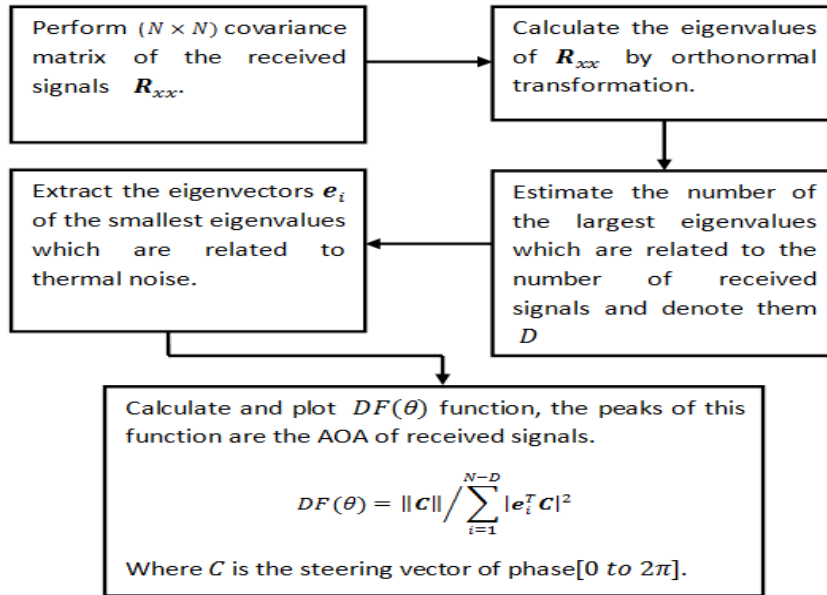 Perform (N × N) covariance
matrix of the received
signals R_xx.
Calculate the eigenvalues
of R_xx by orthonormal
transformation.
Estimate the number of
the largest eigenvalues
which are related to the
number of received
signals and denote them
D
Extract the eigenvectors e_i
of the smallest eigenvalues
which are related to
thermal noise.
Calculate and plot DF(θ) function, the peaks of this
function are the AOA of received signals.
DF(θ) = ||C|| / ∑_{i=1}^{N−D} |e_i^T C|^2
Where C is the steering vector of phase[0 to 2π].